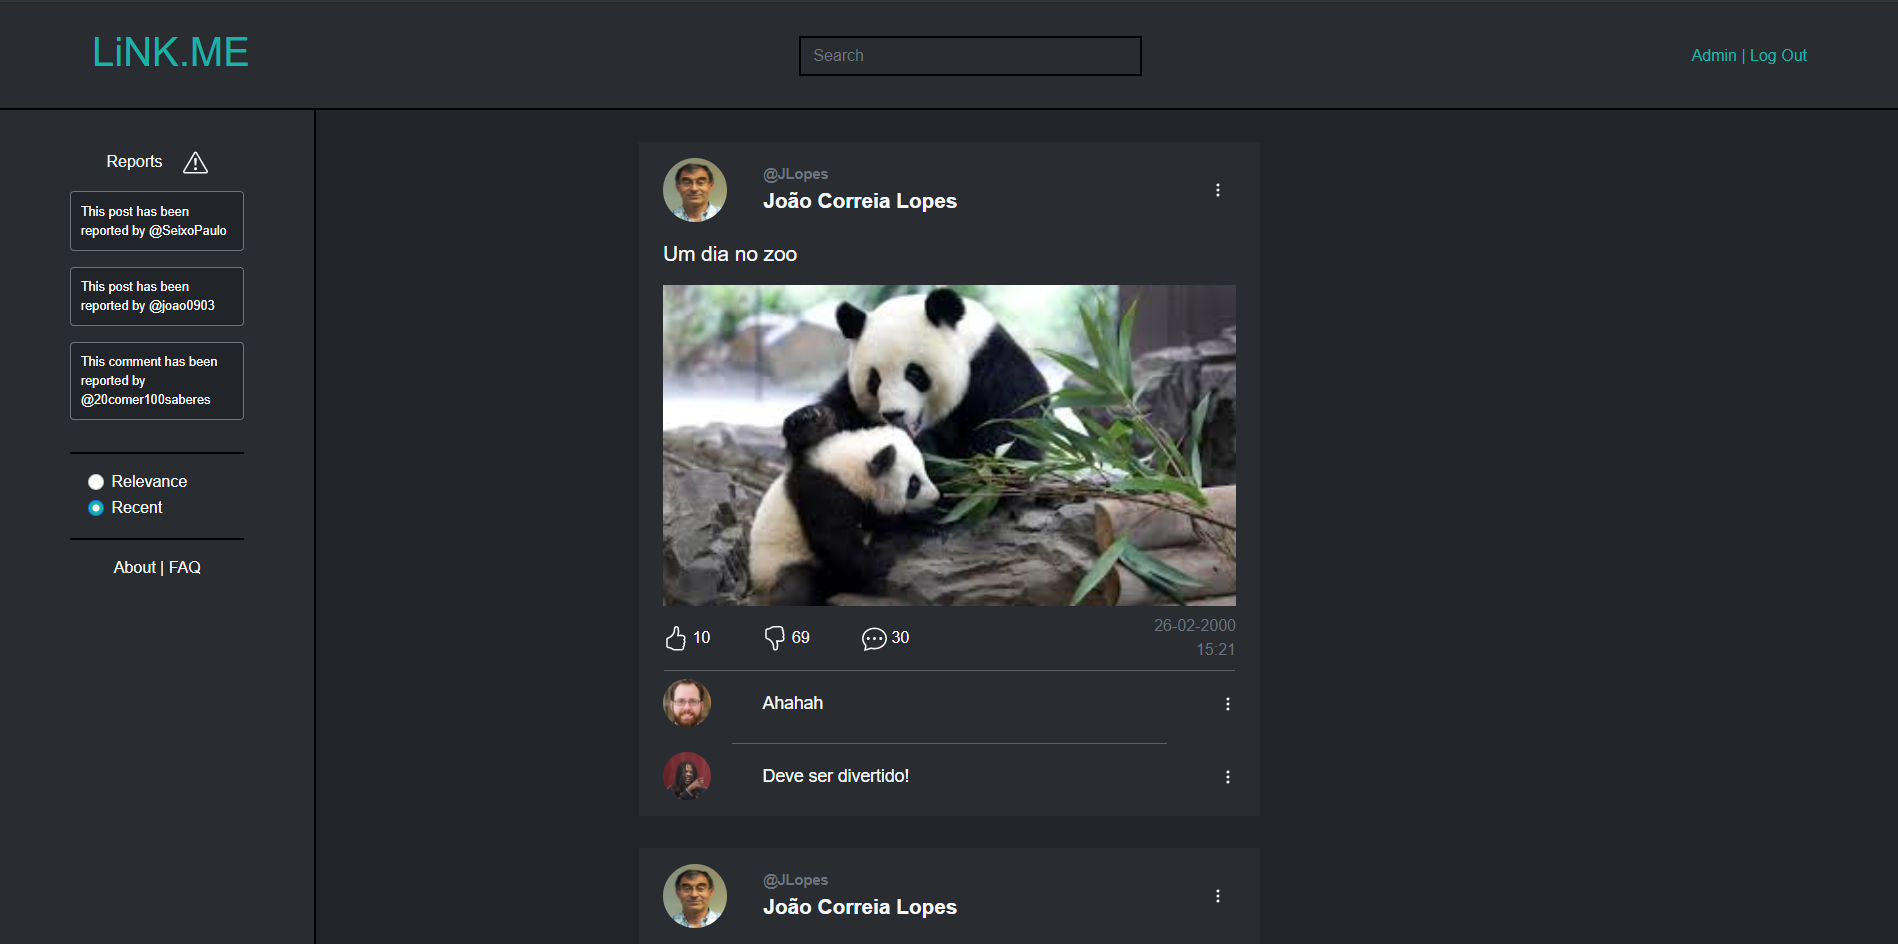 LiNK.ME
Search
Admin | Log Out
Reports
This post has been
reported by @SeixoPaulo
This post has been
reported by @joao0903
This comment has been
reported by
@20comer100saberes
Relevance
Recent
About | FAQ
@JLopes
João Correia Lopes
Um dia no zoo
10 69 30
26-02-2000
15:21
Ahahah
Deve ser divertido!
@JLopes
João Correia Lopes